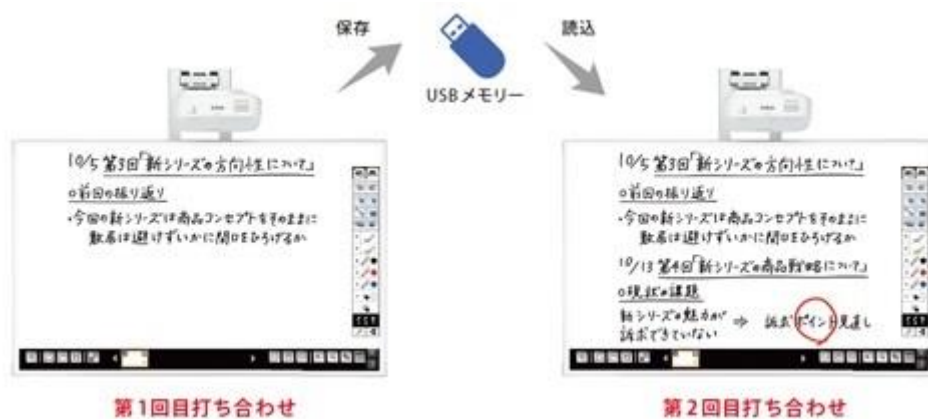 保存
読込
USBメモリー
10/5 第3回「新シリーズの方向性について」
○前回の振り返り
・今回の新シリーズは商品コンセプトをそのままに
敷居は避けずいかに間口をひろげるか
第1回目打ち合わせ
10/5 第3回「新シリーズの方向性について」
○前回の振り返り
・今回の新シリーズは商品コンセプトをそのままに
敷居は避けずいかに間口をひろげるか
10/13 第4回「新シリーズの商品戦略について」
○現状の課題
新シリーズの魅力が
訴求できていない ⇒ 訴求ポイント見直し
第2回目打ち合わせ